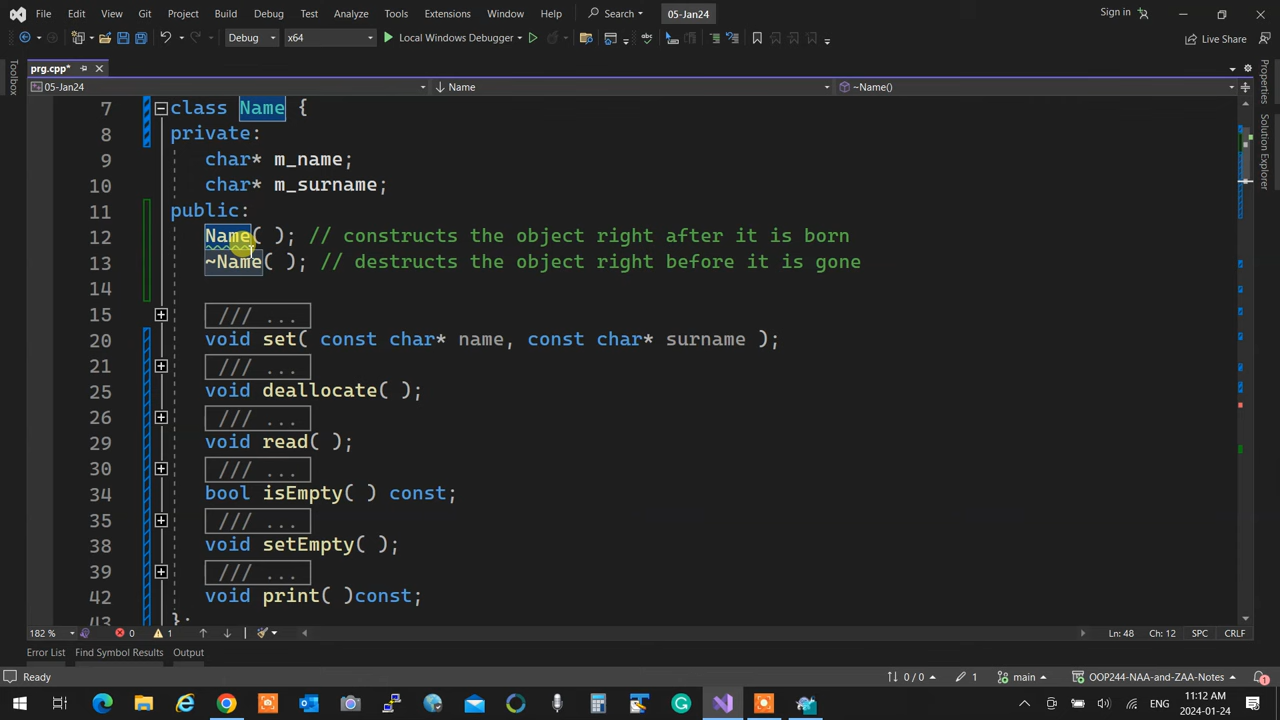 File Edit View Git Project Build Debug Test Analyze Tools Extensions Window Help Search 05-Jan24 Sign in
Debug x64 Local Windows Debugger Live Share
prg.cpp*
05-Jan24 Name ~Name()
Toolbox
Properties
Solution Explorer
7 class Name {
8 private:
9 char* m_name;
10 char* m_surname;
11 public:
12 Name( ); // constructs the object right after it is born
13 ~Name( ); // destructs the object right before it is gone
14
15 /// ...
20 void set( const char* name, const char* surname );
21 /// ...
25 void deallocate( );
26 /// ...
29 void read( );
30 /// ...
34 bool isEmpty( ) const;
35 /// ...
38 void setEmpty( );
39 /// ...
42 void print( )const;
43 };
182 % 0 1 Ln: 48 Ch: 12 SPC CRLF
Error List Find Symbol Results Output
Ready 0 / 0 1 main OOP244-NAA-and-ZAA-Notes 1
ENG 11:12 AM
2024-01-24